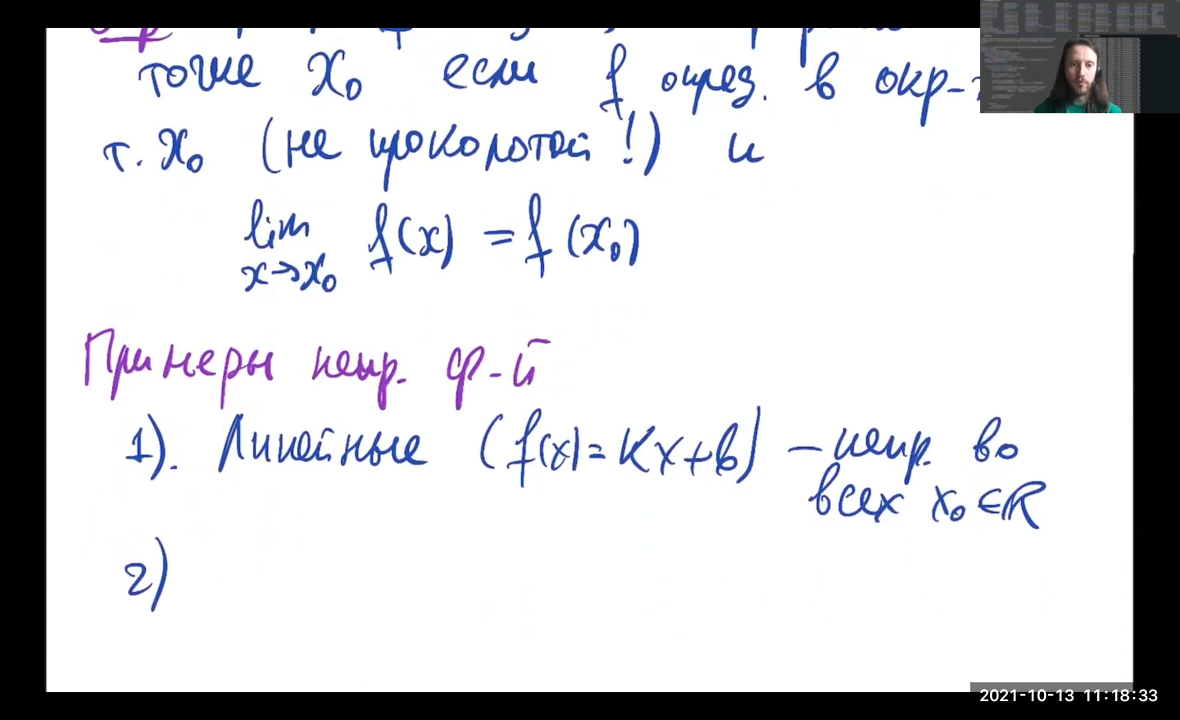 точке x₀ если f опред. в окр-
т. x₀ (не проколотой!) и
lim f(x) = f(x₀)
x→x₀
Примеры непр. ф-й
1). Линейные (f(x)=Kx+b) – непр. во
всех x₀∈ℝ
2)
2021-10-13 11:18:33